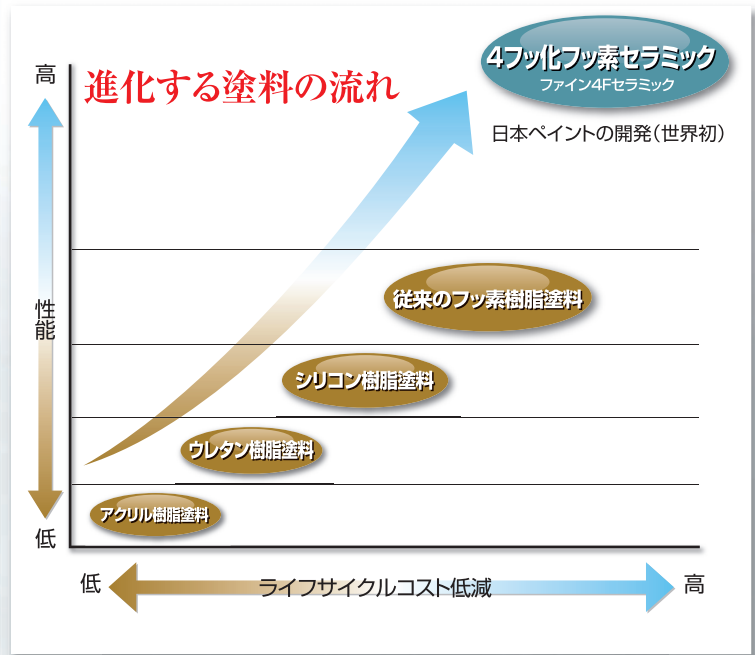 4フッ化フッ素セラミック
ファイン4Fセラミック
日本ペイントの開発（世界初）
高
進化する塗料の流れ
性能
従来のフッ素樹脂塗料
シリコン樹脂塗料
ウレタン樹脂塗料
アクリル樹脂塗料
低
低
ライフサイクルコスト低減
高